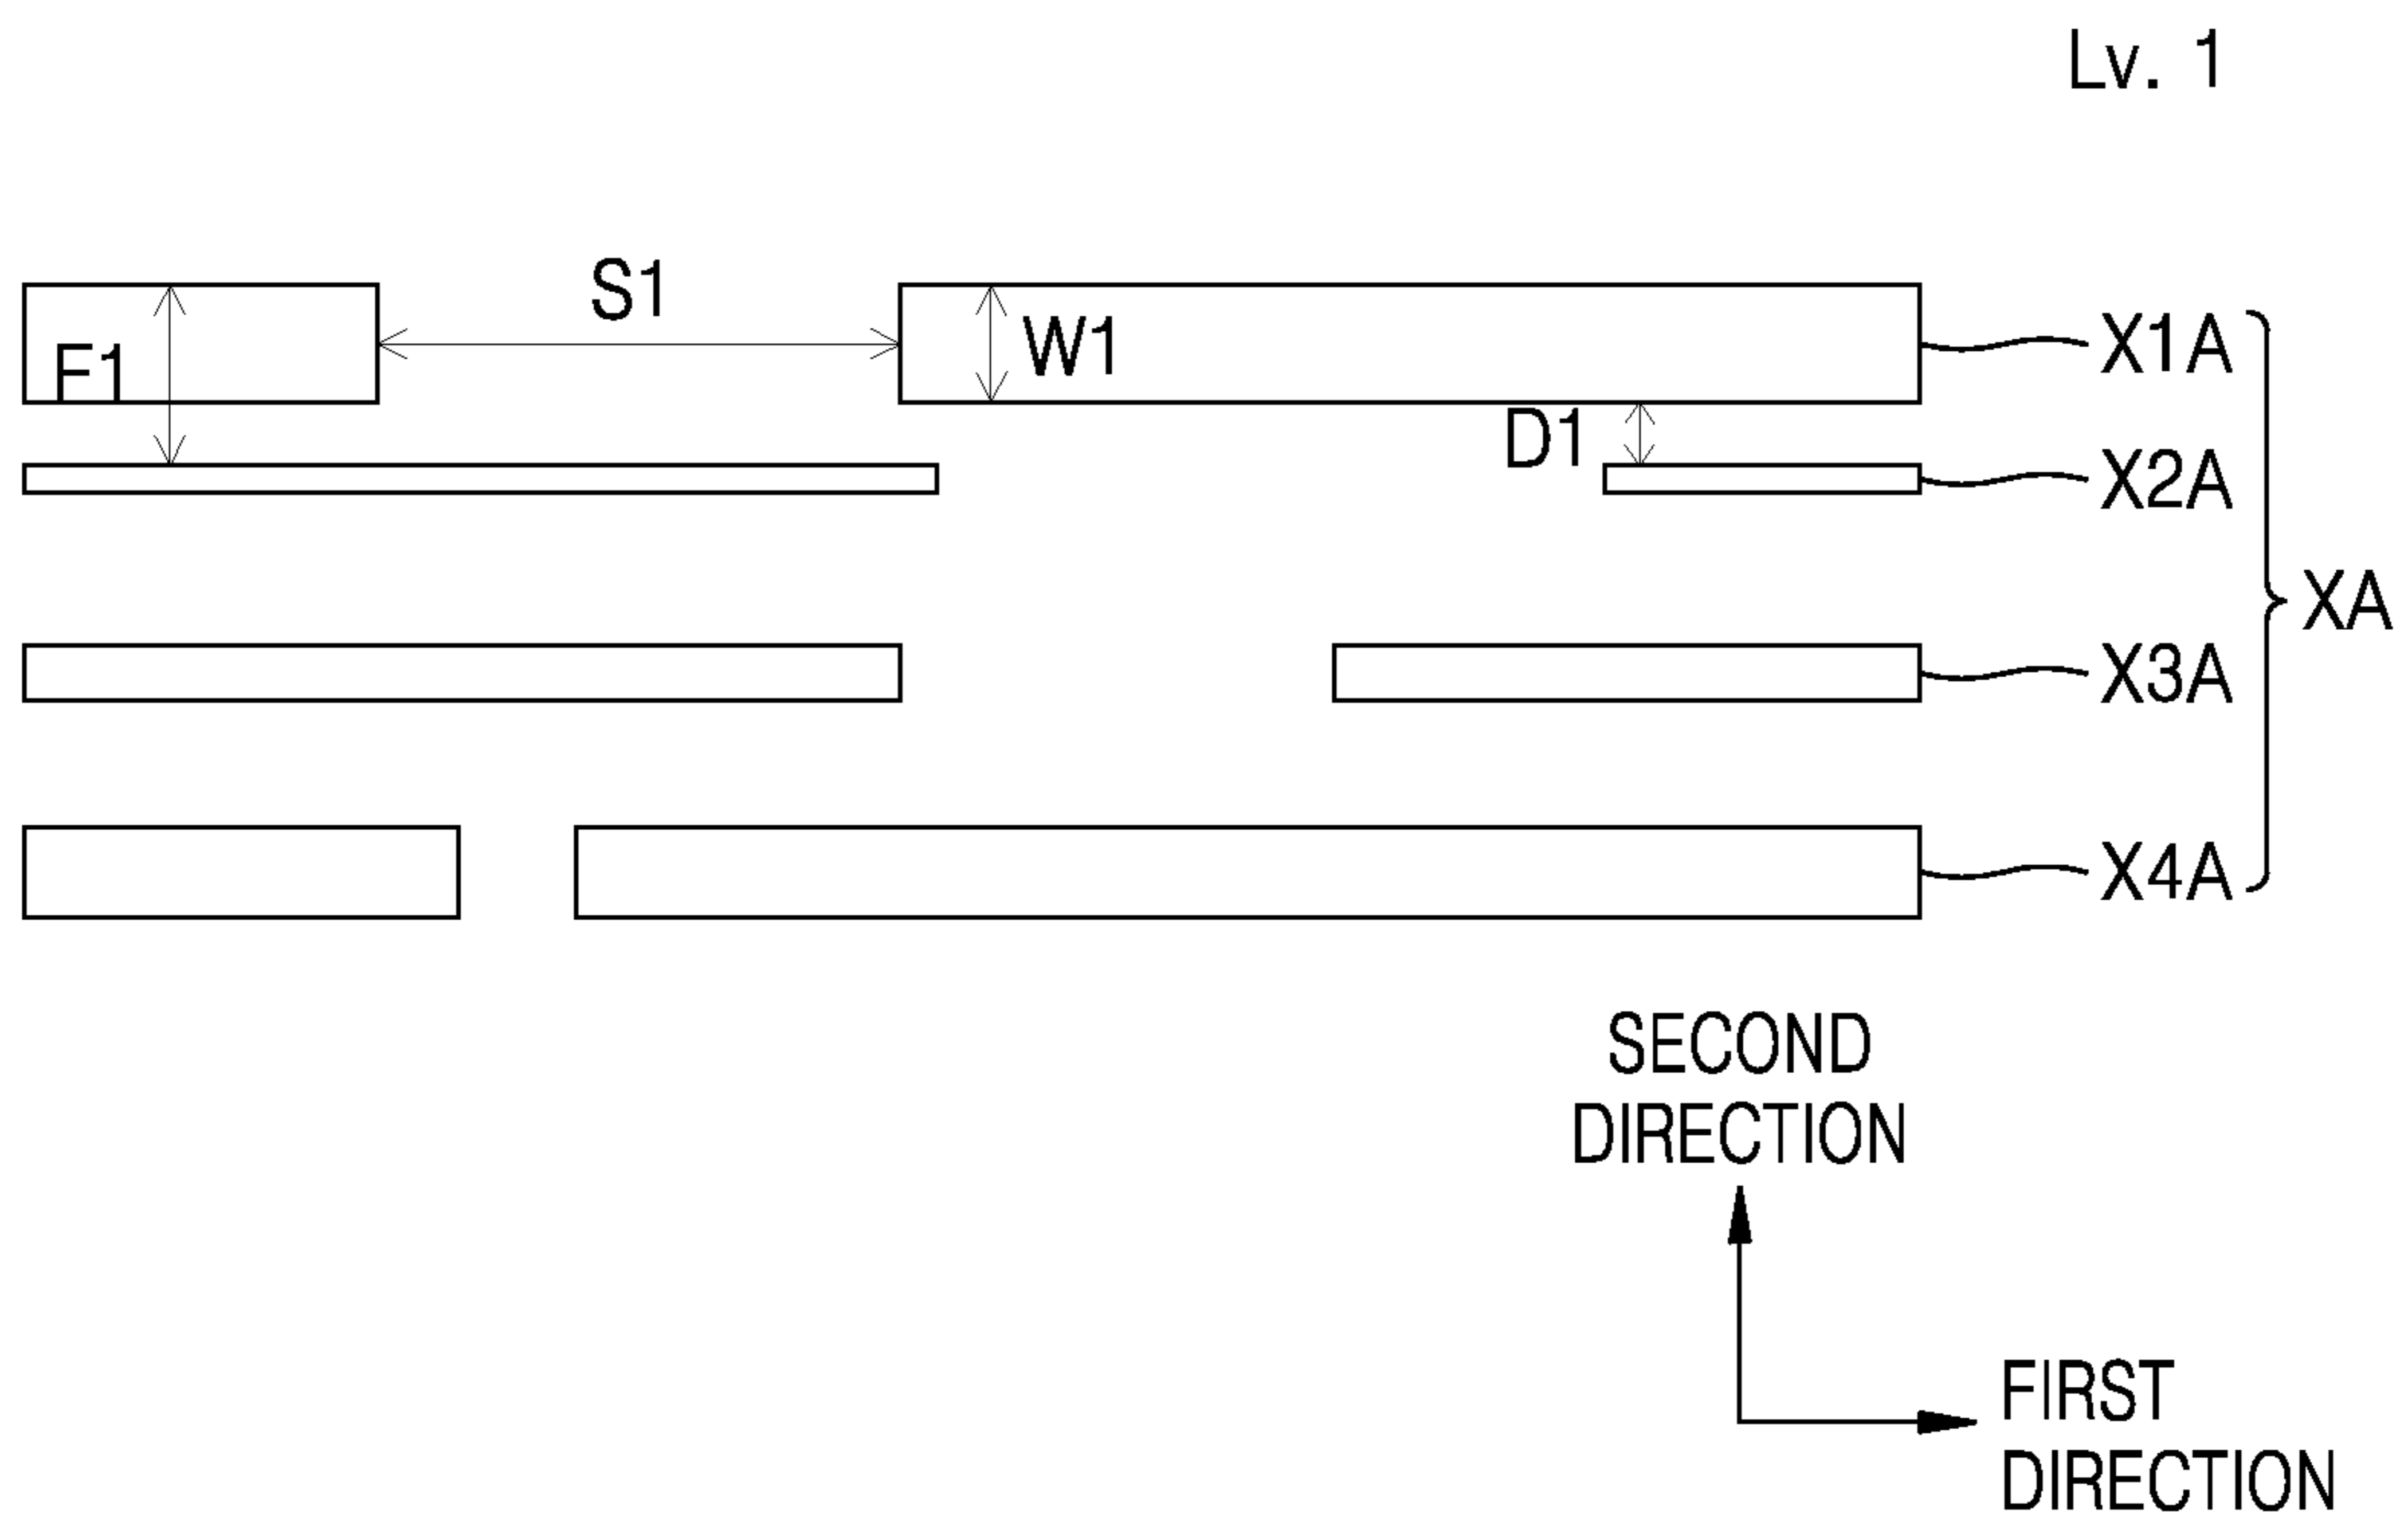 Lv. 1
S1
F1
W1
X1A
D1
X2A
XA
X3A
X4A
SECOND
DIRECTION
FIRST
DIRECTION